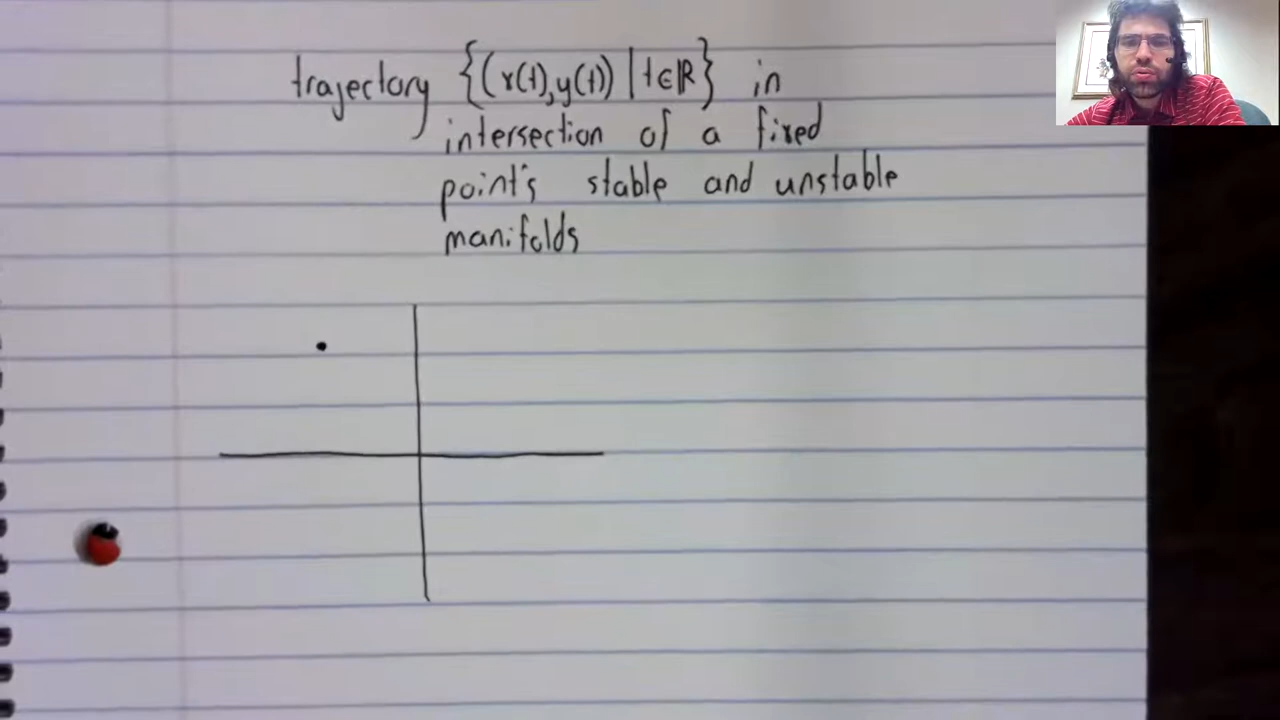 trajectory {(x(t),y(t)) | t∈ℝ} in
intersection of a fixed
point's stable and unstable
manifolds